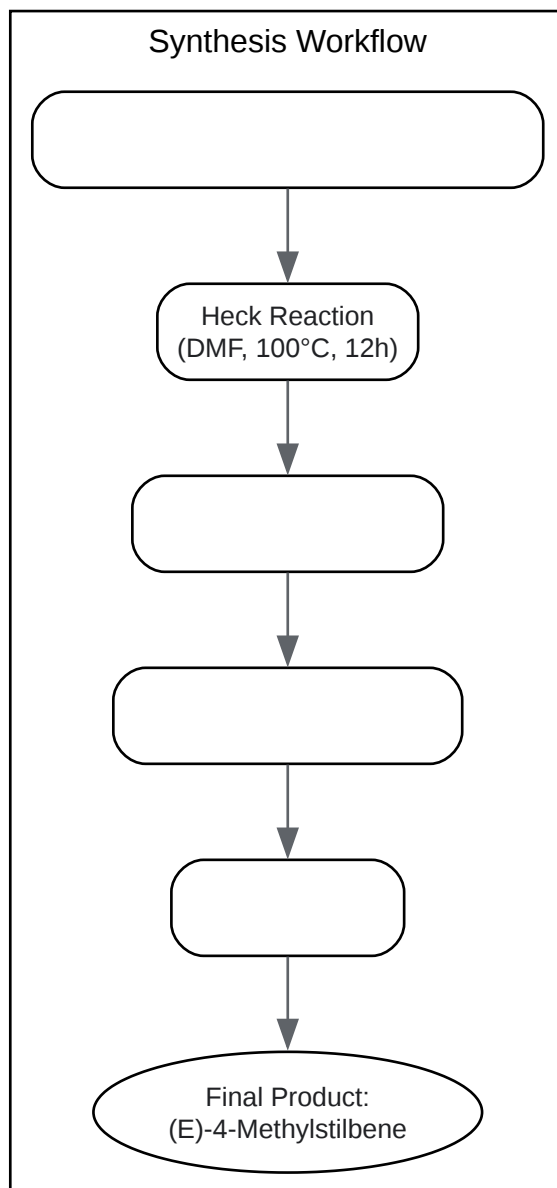 Synthesis Workflow
Heck Reaction
(DMF, 100°C, 12h)
Final Product:
(E)-4-Methylstilbene